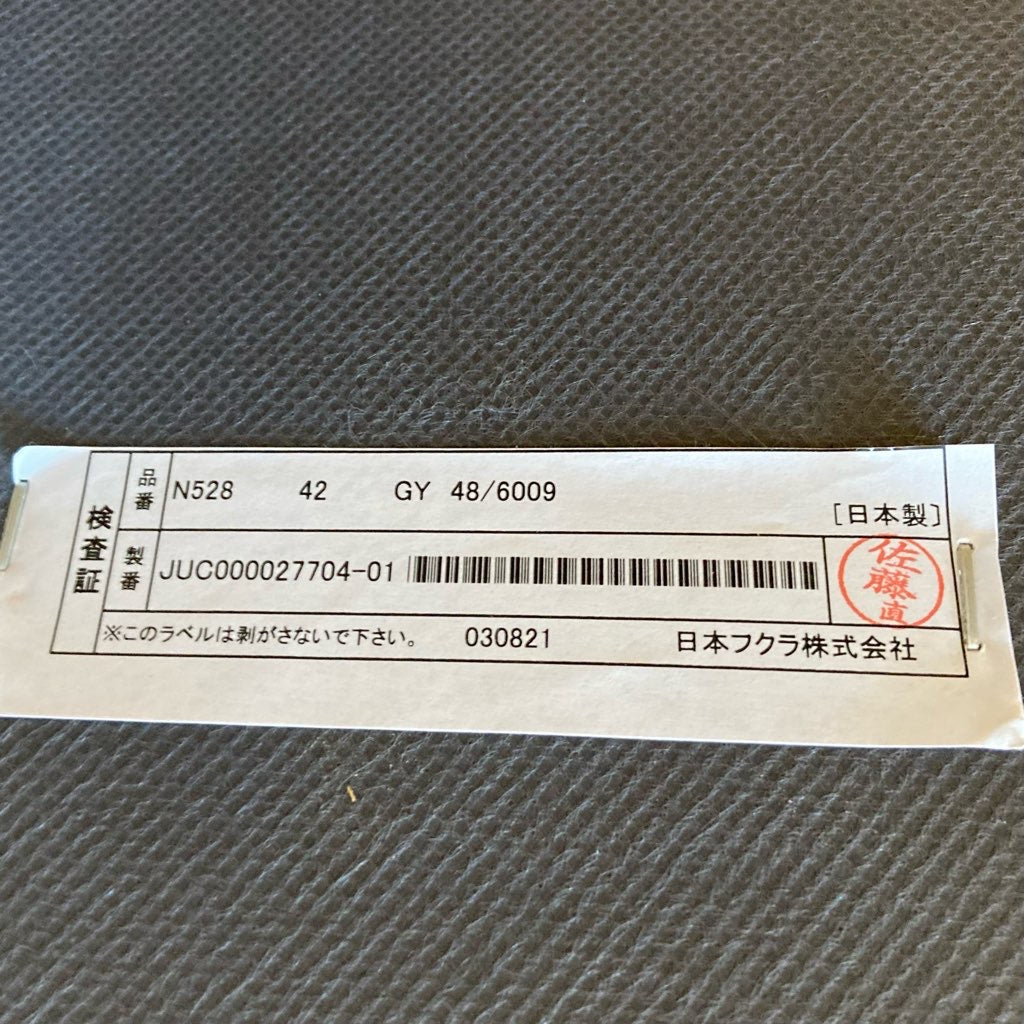 検査証
品番
N528 42 GY 48/6009
[日本製]
製番
JUC000027704-01
佐藤直
※このラベルは剥がさないで下さい。 030821 日本フクラ株式会社